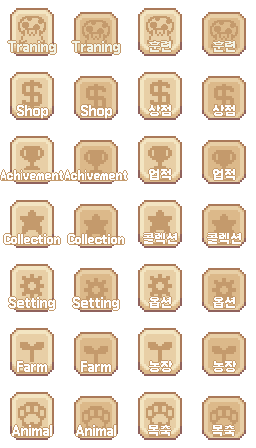 Traning Traning 훈련 훈련
Shop Shop 상점 상점
Achivement Achivement 업적 업적
Collection Collection 콜렉션 콜렉션
Setting Setting 옵션 옵션
Farm Farm 농장 농장
Animal Animal 목축 목축